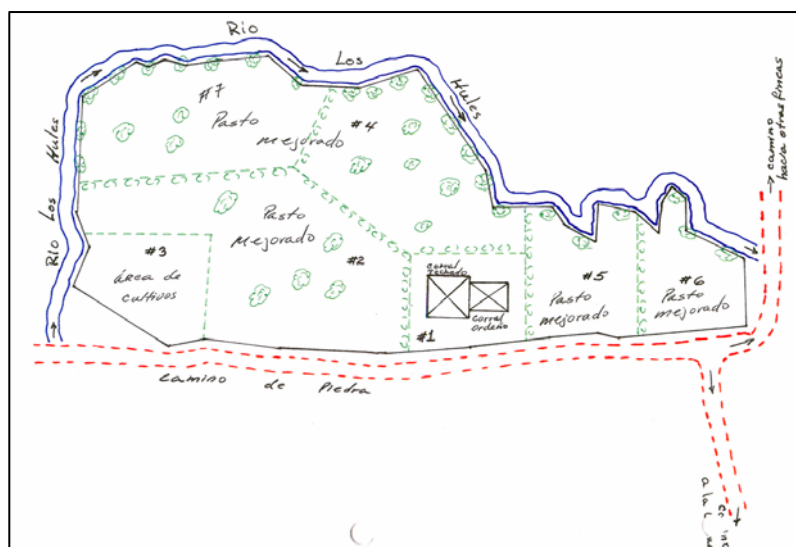 Rio
Los
Hules
Rio Los Hules
#7
Pasto
mejorado
#4
Pasto
mejorado
#2
#3
área de
cultivos
corral
techado
corral
ordeño
#1
#5
Pasto
mejorado
#6
Pasto
mejorado
camino de Piedra
camino
hacia otras fincas
a la